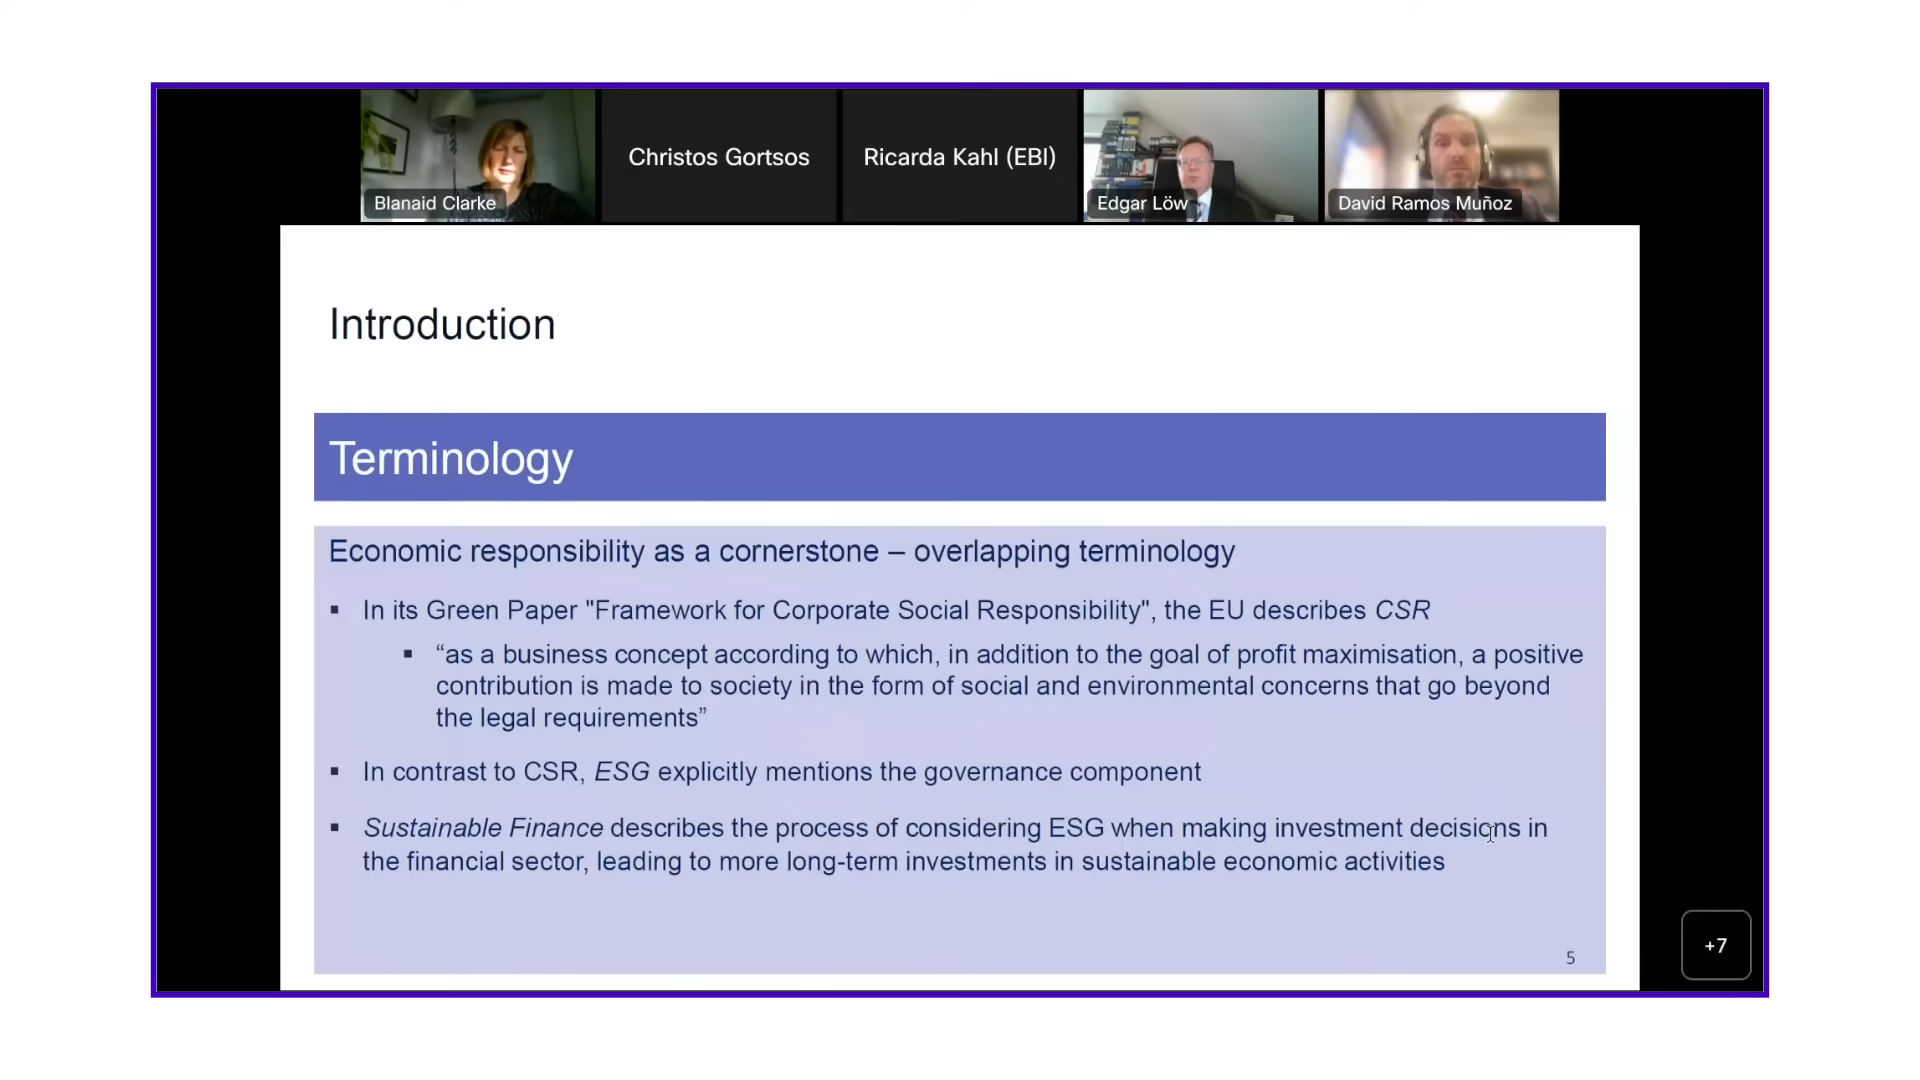 Blanaid Clarke
Christos Gortsos
Ricarda Kahl (EBI)
Edgar Löw
David Ramos Muñoz
Introduction
Terminology
Economic responsibility as a cornerstone – overlapping terminology
▪ In its Green Paper "Framework for Corporate Social Responsibility", the EU describes CSR
▪ “as a business concept according to which, in addition to the goal of profit maximisation, a positive
contribution is made to society in the form of social and environmental concerns that go beyond
the legal requirements”
▪ In contrast to CSR, ESG explicitly mentions the governance component
▪ Sustainable Finance describes the process of considering ESG when making investment decisions in
the financial sector, leading to more long-term investments in sustainable economic activities
5
+7